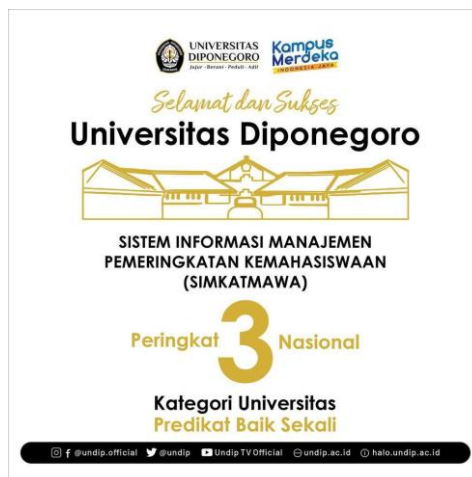 UNIVERSITAS
DIPONEGORO
Jujur - Berani - Peduli - Adil
Kampus
Merdeka
INDONESIA JAYA
Selamat dan Sukses
Universitas Diponegoro
SISTEM INFORMASI MANAJEMEN
PEMERINGKATAN KEMAHASISWAAN
(SIMKATMAWA)
Peringkat 3 Nasional
Kategori Universitas
Predikat Baik Sekali
@undip.official @undip Undip TV Official undip.ac.id halo.undip.ac.id